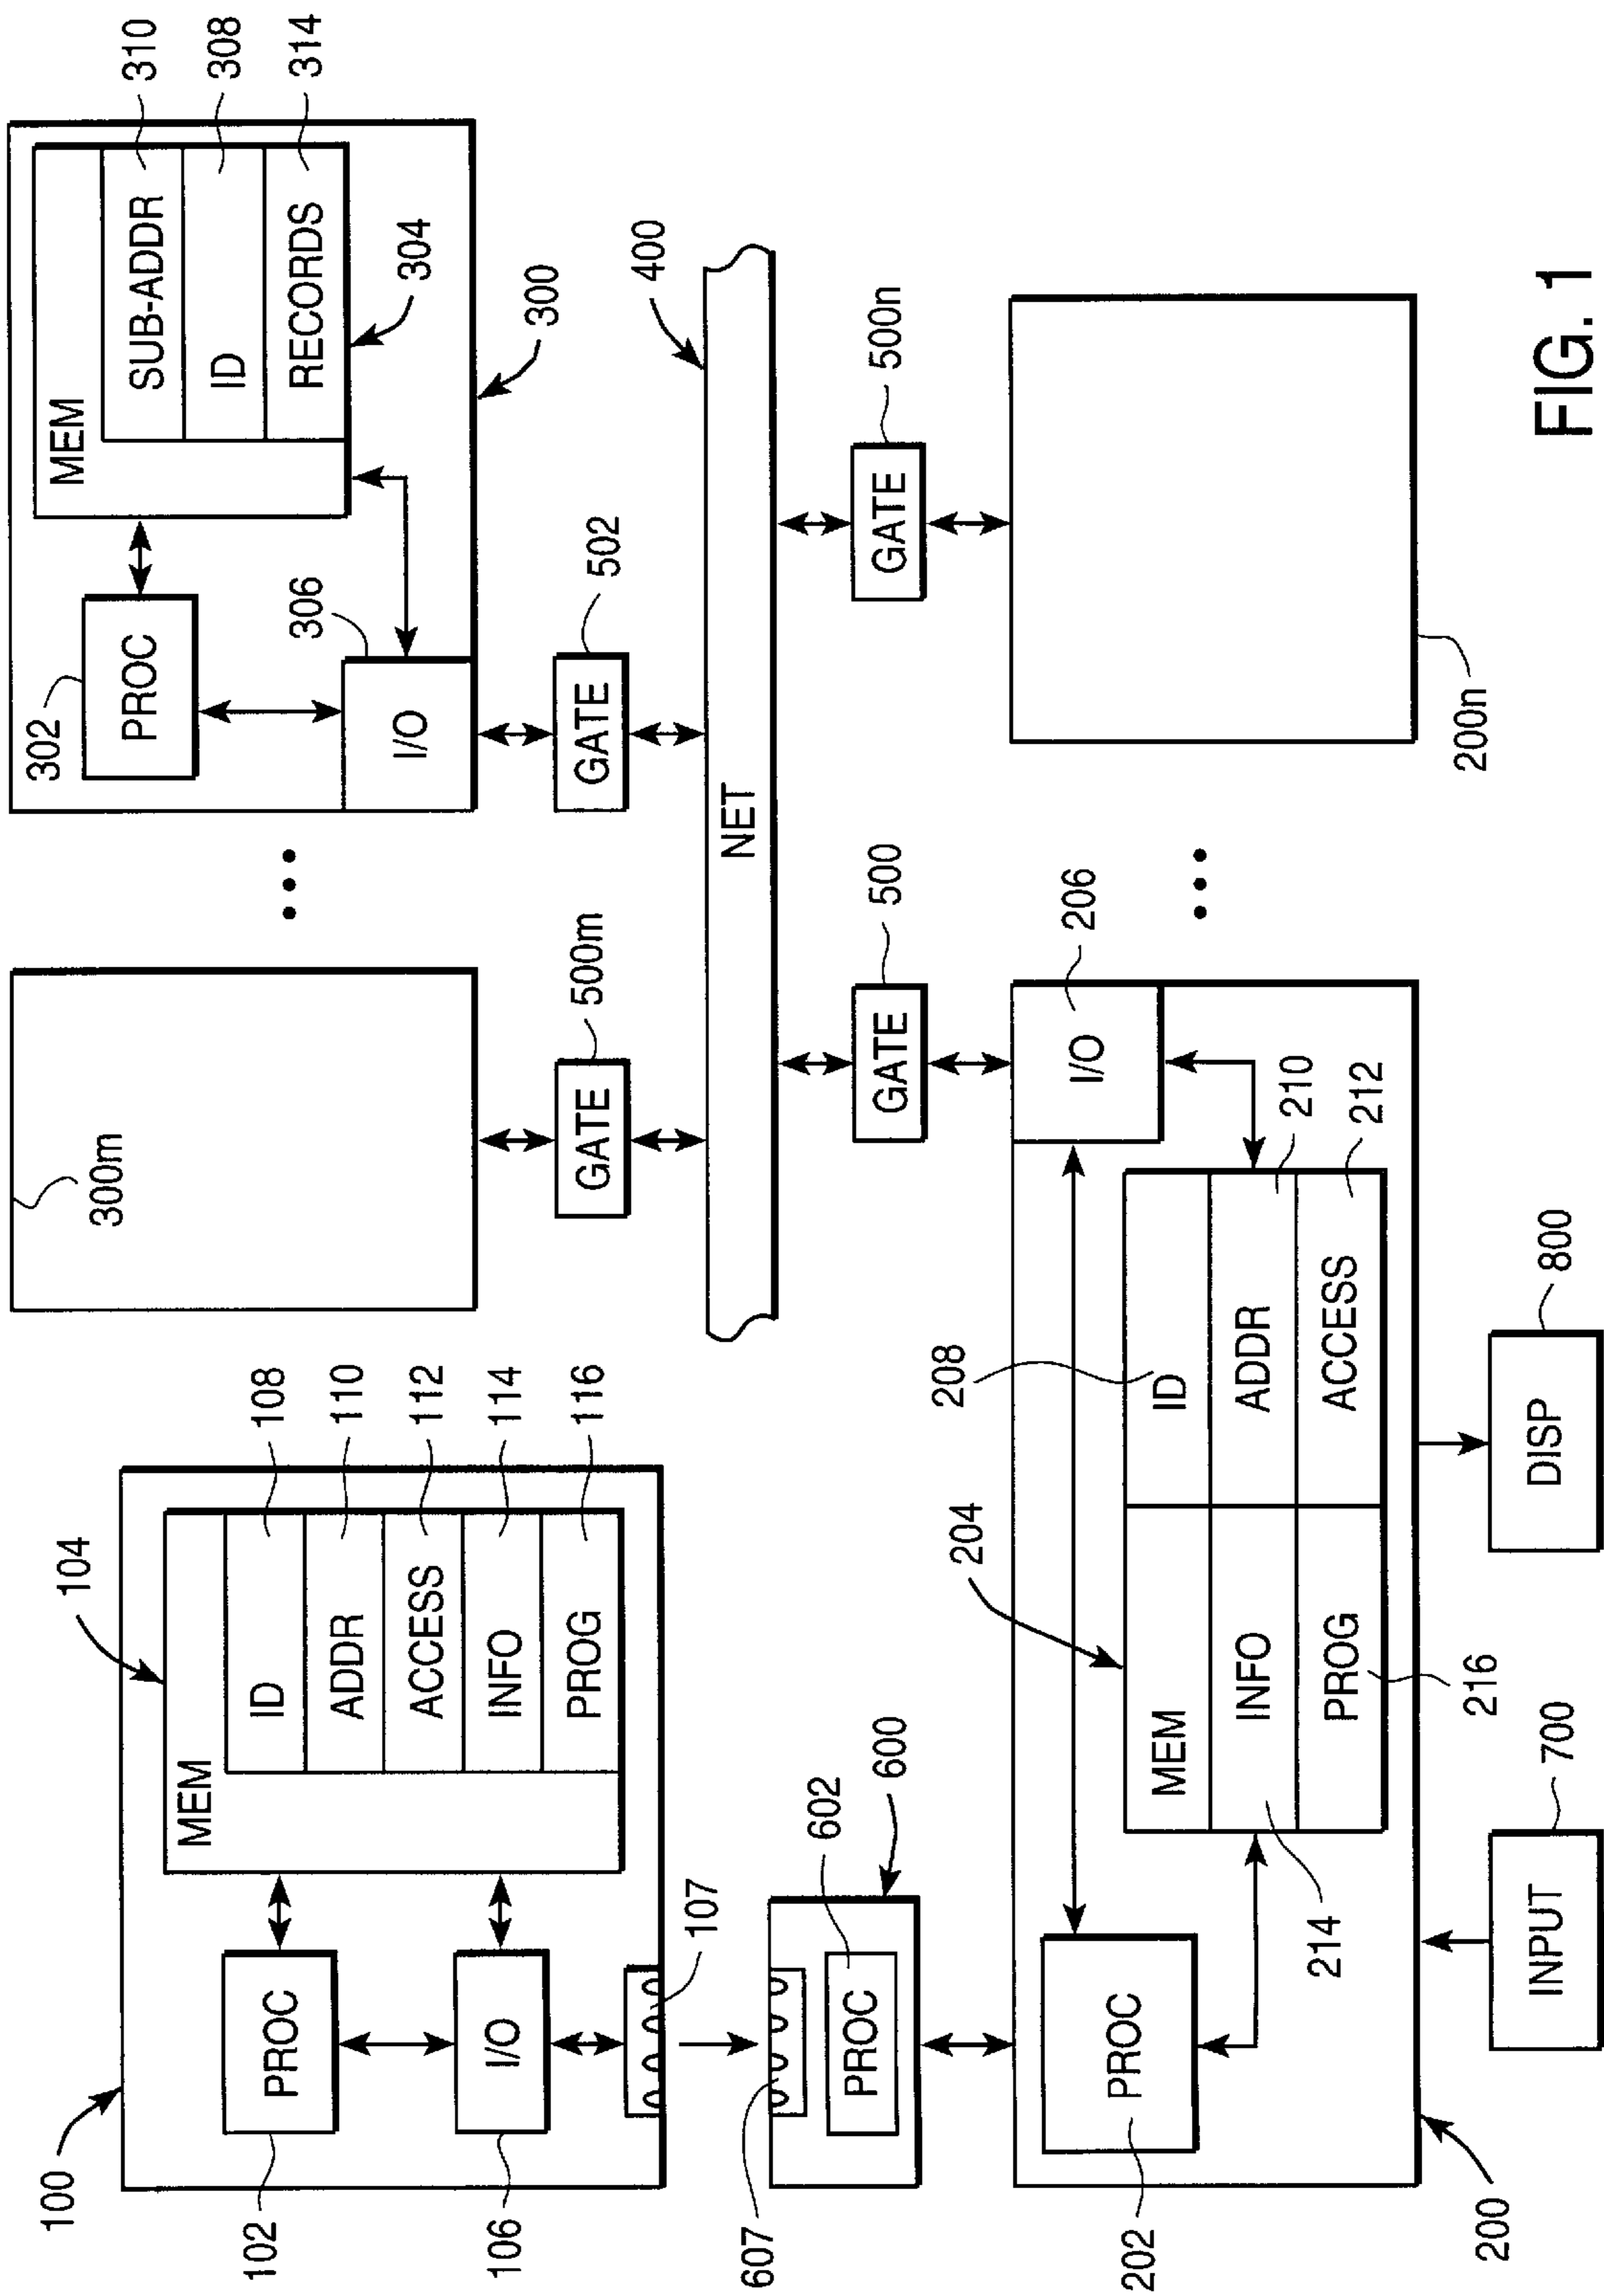 100
102
PROC
106
I/O
104
MEM
ID
108
ADDR
110
ACCESS
112
INFO
114
PROG
116
107
607
602
PROC
600
300m
500m
GATE
302
PROC
306
I/O
MEM
SUB-ADDR
310
ID
308
RECORDS
314
304
300
502
GATE
NET
400
500
GATE
500n
GATE
202
PROC
206
I/O
204
208
MEM
ID
INFO
ADDR
210
PROG
ACCESS
212
214
216
200
200n
INPUT
700
DISP
800
FIG. 1